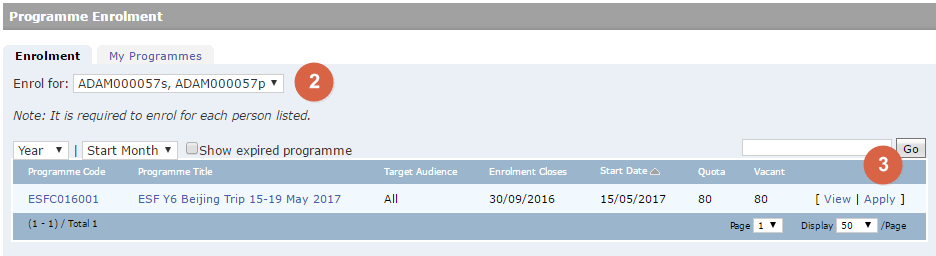 Programme Enrolment
Enrolment My Programmes
Enrol for: ADAM000057s, ADAM000057p 2
Note: It is required to enrol for each person listed.
Year | Start Month Show expired programme Go
3
Programme Code Programme Title Target Audience Enrolment Closes Start Date Quota Vacant
ESFC016001 ESF Y6 Beijing Trip 15-19 May 2017 All 30/09/2016 15/05/2017 80 80 [ View | Apply ]
(1 - 1) / Total 1 Page 1 Display 50 /Page